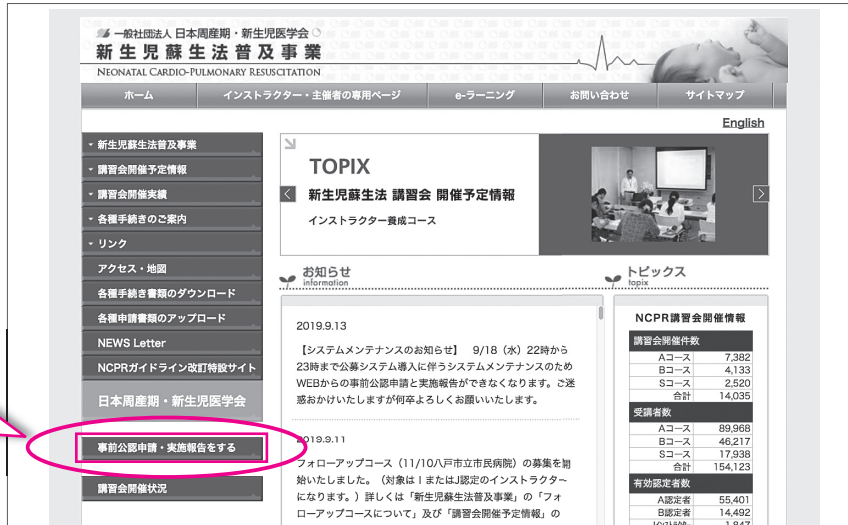 一般社団法人 日本周産期・新生児医学会
新生児蘇生法普及事業
NEONATAL CARDIO-PULMONARY RESUSCITATION
ホーム
インストラクター・主催者の専用ページ
e-ラーニング
お問い合わせ
サイトマップ
English
新生児蘇生法普及事業
講習会開催予定情報
講習会開催実績
各種手続きのご案内
リンク
アクセス・地図
各種手続き書類のダウンロード
各種申請書類のアップロード
NEWS Letter
NCPRガイドライン改訂特設サイト
日本周産期・新生児医学会
事前公認申請・実施報告をする
講習会開催状況
TOPIX
新生児蘇生法 講習会 開催予定情報
インストラクター養成コース
お知らせ
information
2019.9.13
【システムメンテナンスのお知らせ】 9/18（水）22時から
23時まで公募システム導入に伴うシステムメンテナンスのため
WEBからの事前公認申請と実施報告ができなくなります。ご迷
惑おかけいたしますが何卒よろしくお願いいたします。
2019.9.11
フォローアップコース（11/10八戸市立市民病院）の募集を開
始いたしました。（対象はIまたはJ認定のインストラクター
になります。）詳しくは「新生児蘇生法普及事業」の「フォ
ローアップコースについて」及び「講習会開催予定情報」の
トピックス
topix
NCPR講習会開催情報
講習会開催件数
Aコース 7,382
Bコース 4,133
Sコース 2,520
合計 14,035
受講者数
Aコース 89,968
Bコース 46,217
Sコース 17,938
合計 154,123
有効認定者数
A認定者 55,401
B認定者 14,492
インストラクター 1,847